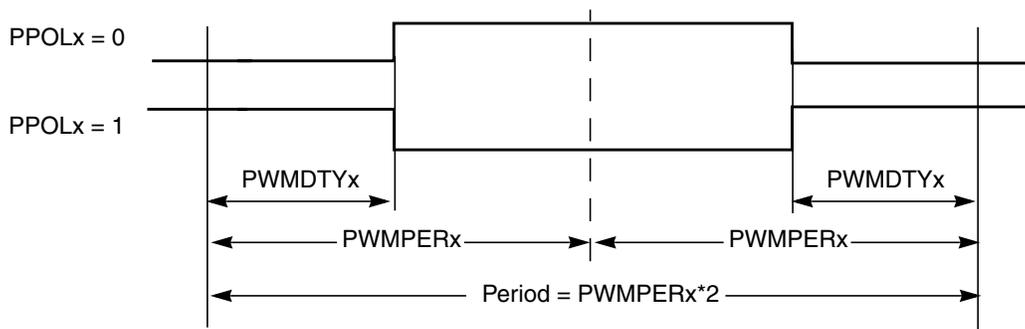 PPOLx = 0
PPOLx = 1
PWMDTYx PWMDTYx
PWMPERx PWMPERx
Period = PWMPERx*2